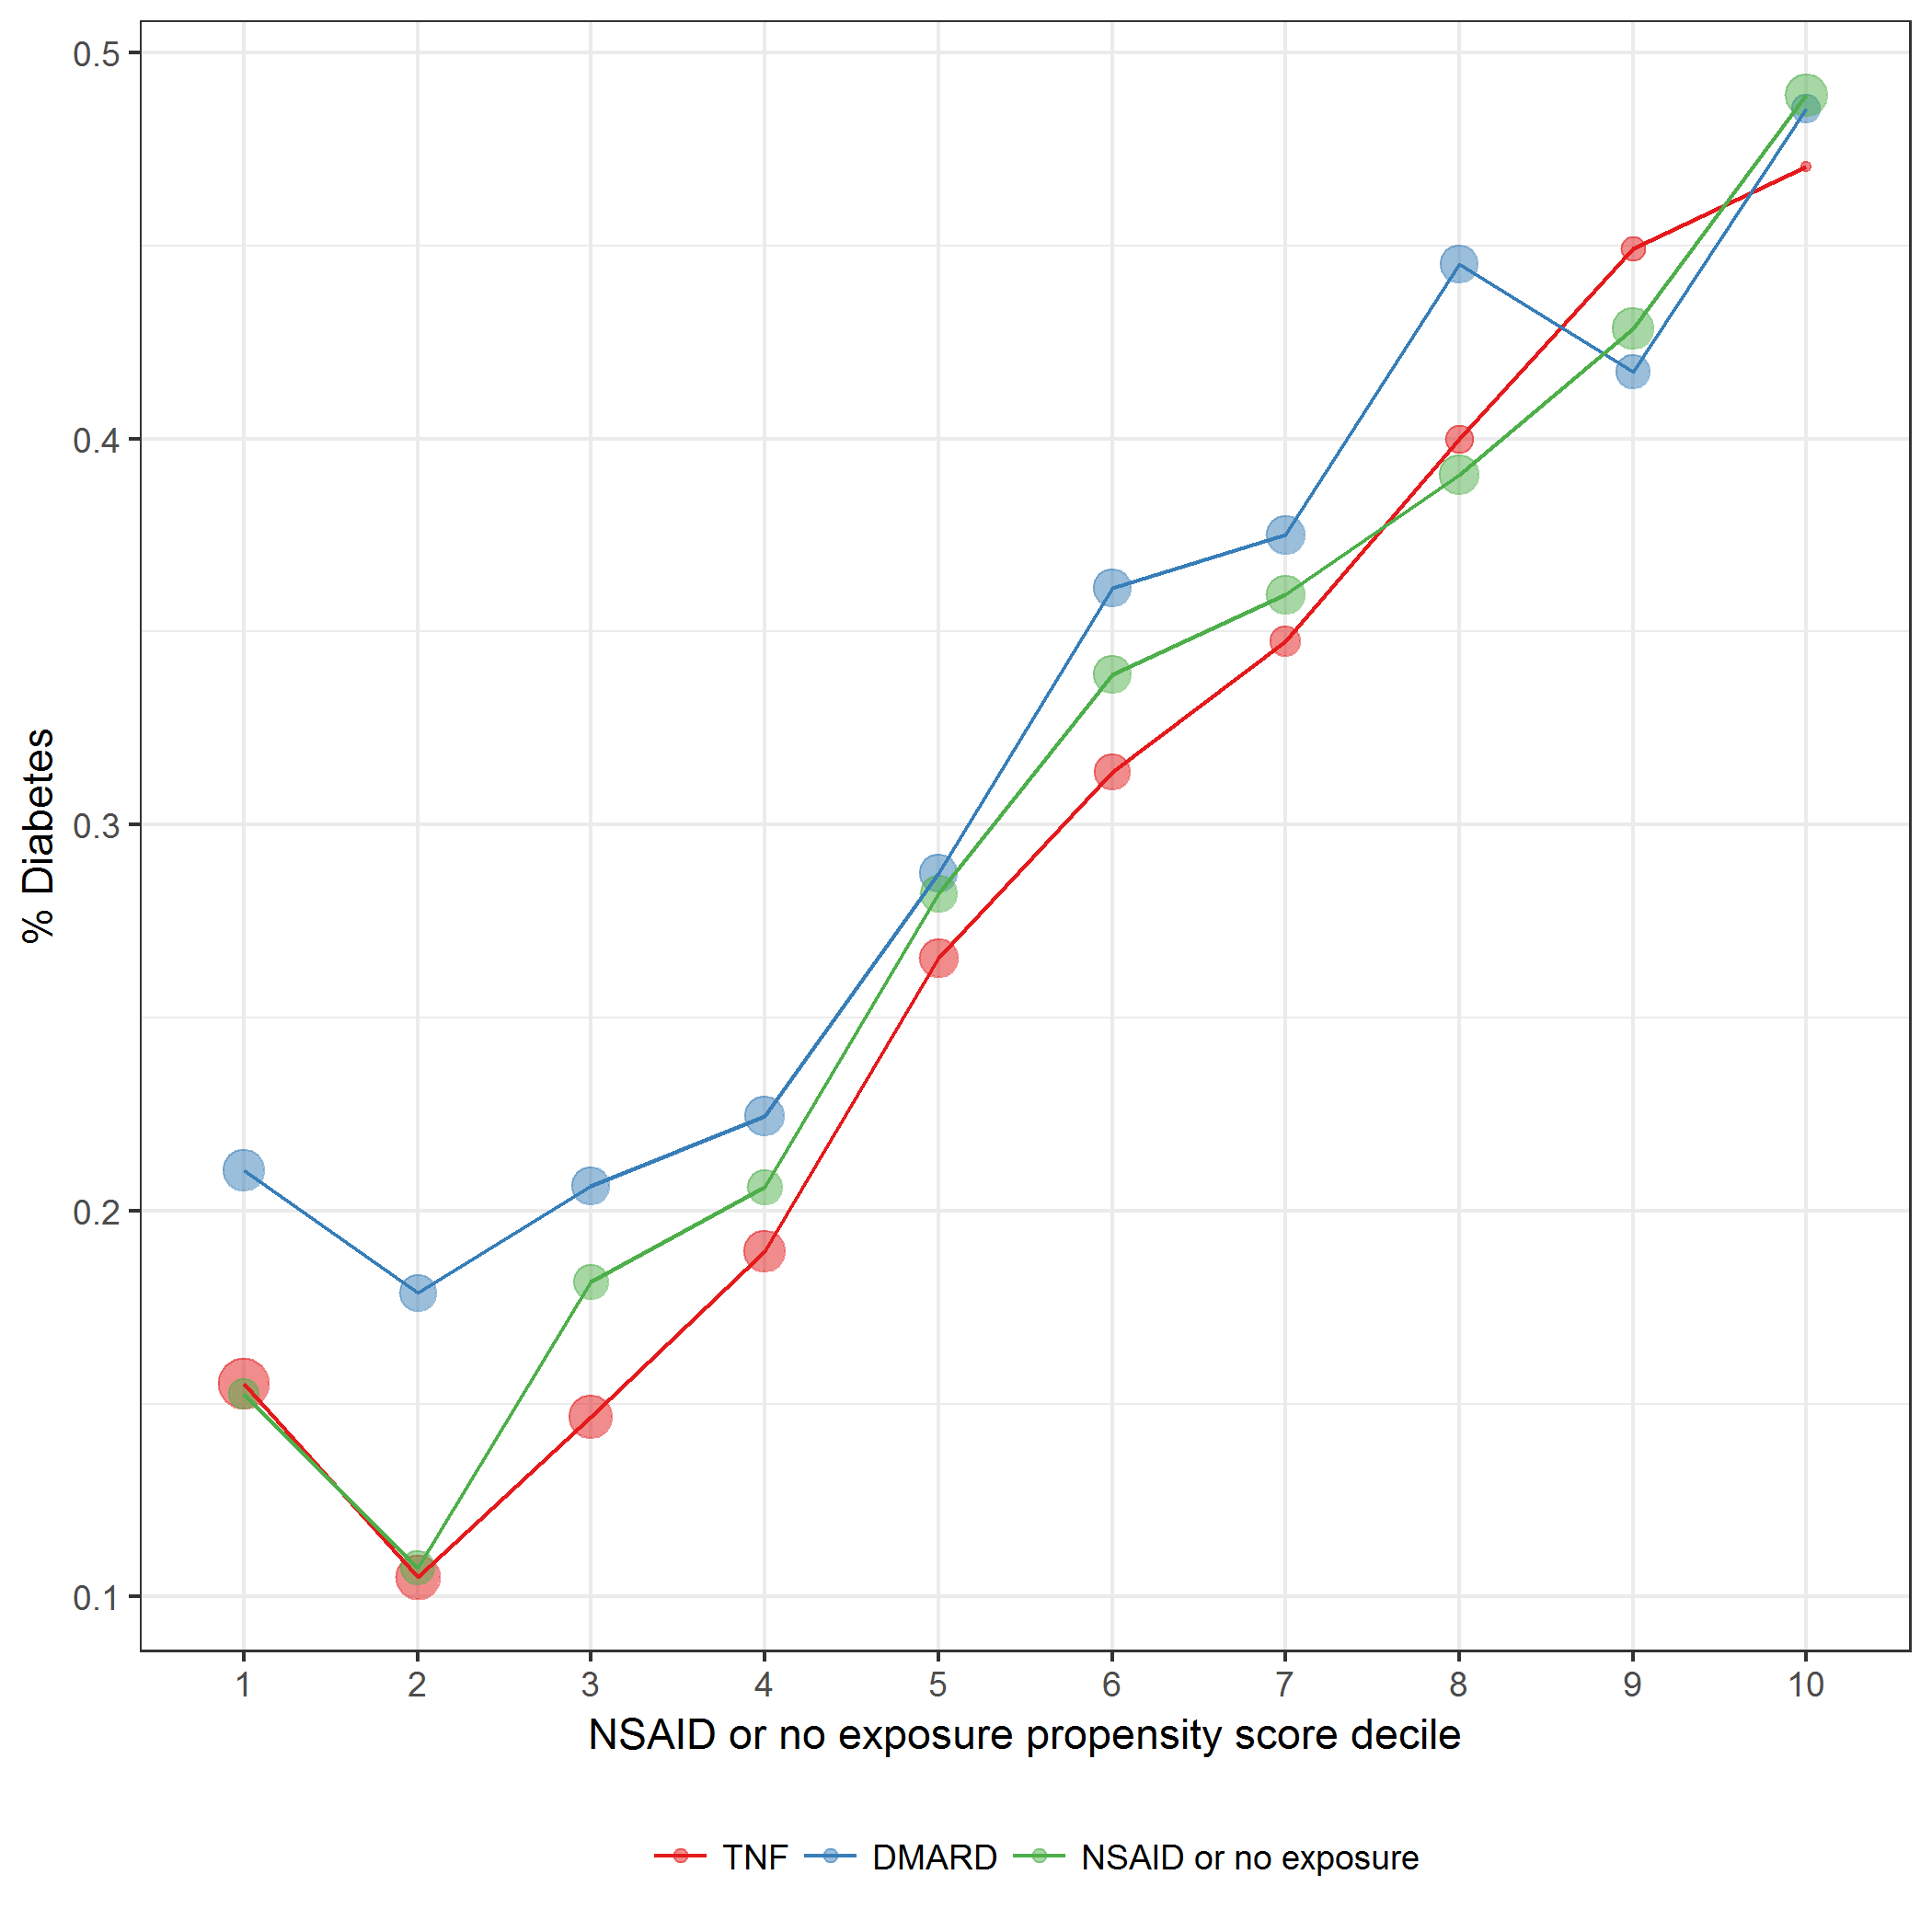 0.5
0.4
0.3
0.2
0.1
% Diabetes
1 2 3 4 5 6 7 8 9 10
NSAID or no exposure propensity score decile
TNF DMARD NSAID or no exposure